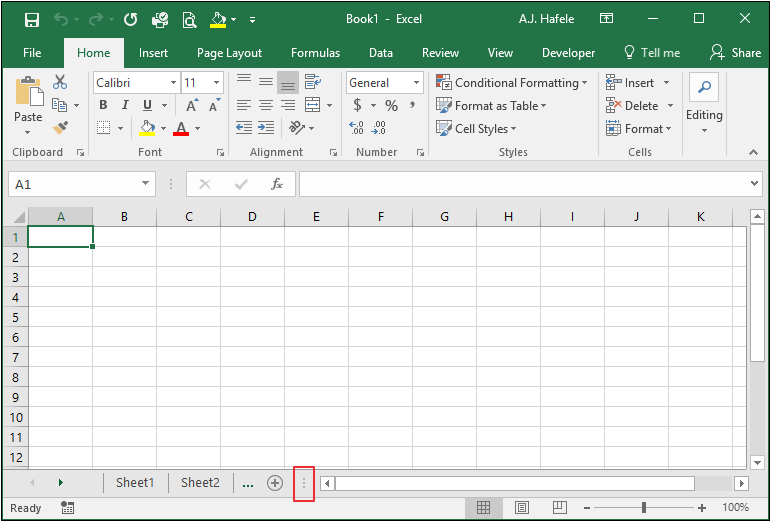 Book1 - Excel
A.J. Hafele
File Home Insert Page Layout Formulas Data Review View Developer Tell me Share
Calibri 11 General Conditional Formatting Insert
B I U A A $ % , Format as Table Delete
Paste Editing
A Cell Styles Format
Clipboard Font Alignment Number Styles Cells
A1 fx
A B C D E F G H I J K
1
2
3
4
5
6
7
8
9
10
11
12
Sheet1 Sheet2 ...
Ready 100%